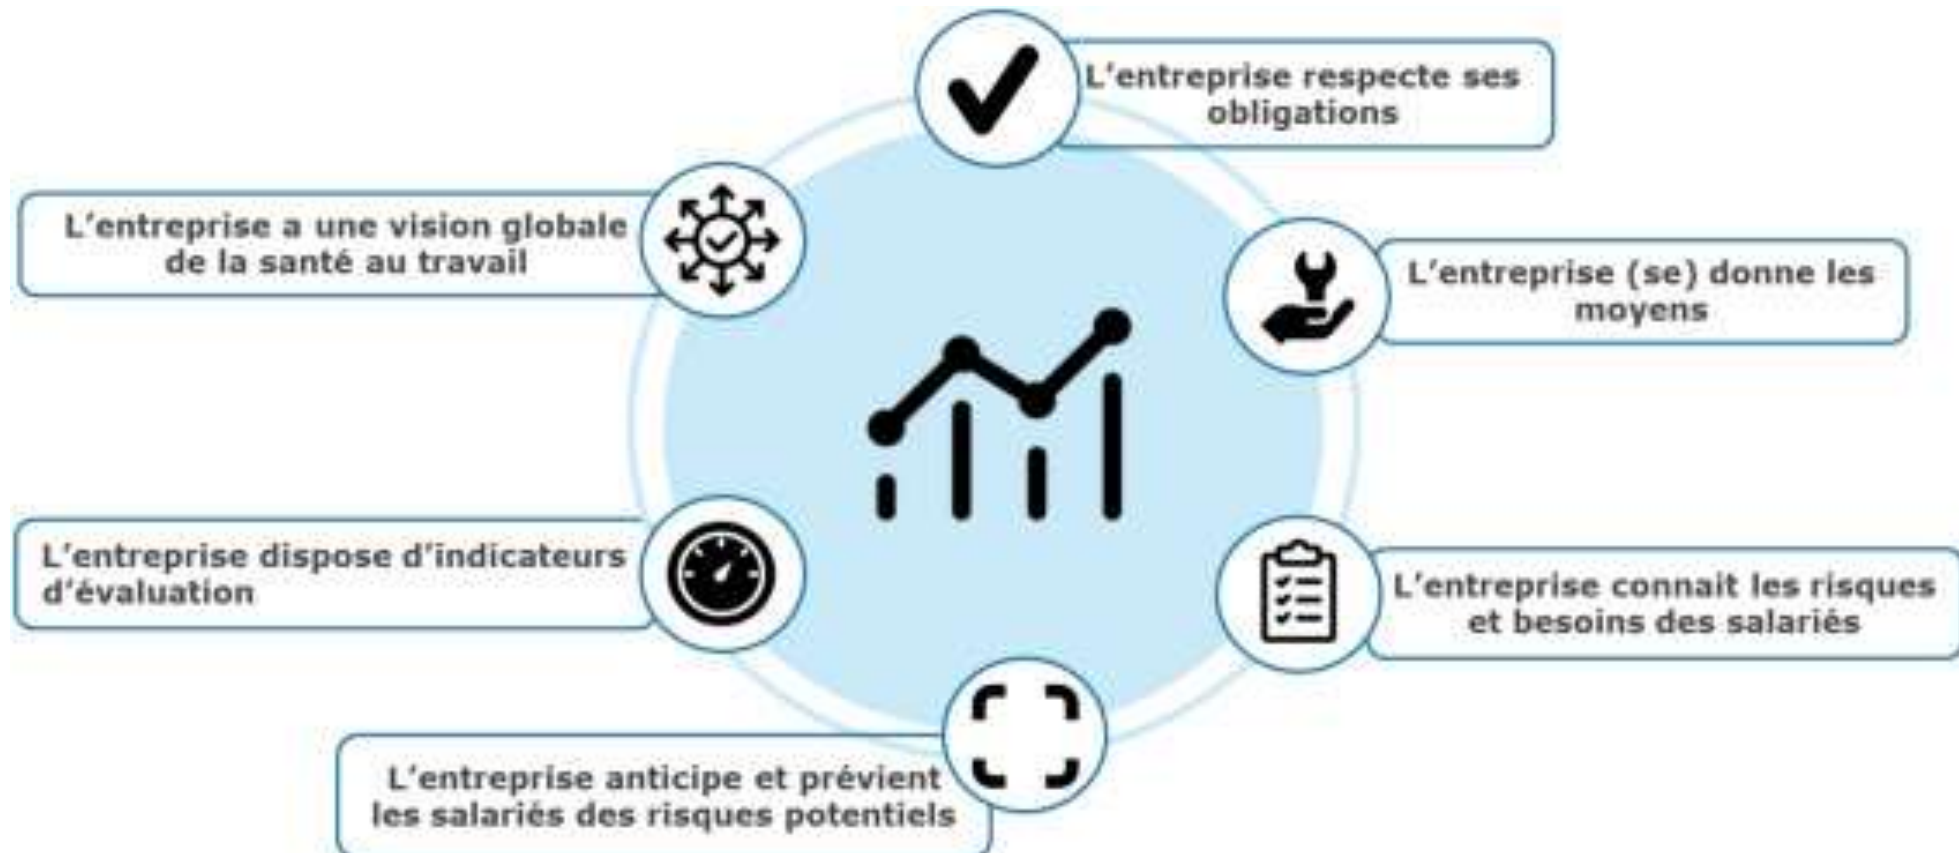 L'entreprise respecte ses
obligations
L'entreprise (se) donne les
moyens
L'entreprise connait les risques
et besoins des salariés
L'entreprise anticipe et prévient
les salariés des risques potentiels
L'entreprise dispose d'indicateurs
d'évaluation
L'entreprise a une vision globale
de la santé au travail